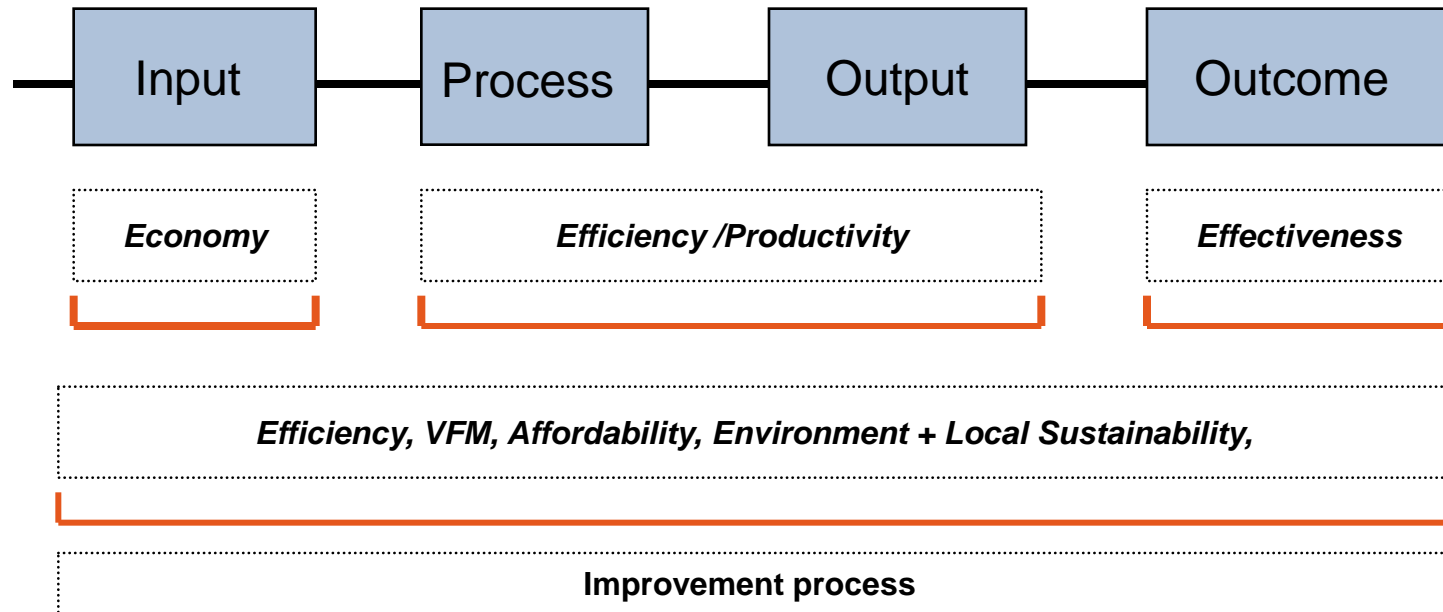 Input
Process
Output
Outcome
Economy
Efficiency /Productivity
Effectiveness
Efficiency, VFM, Affordability, Environment + Local Sustainability,
Improvement process